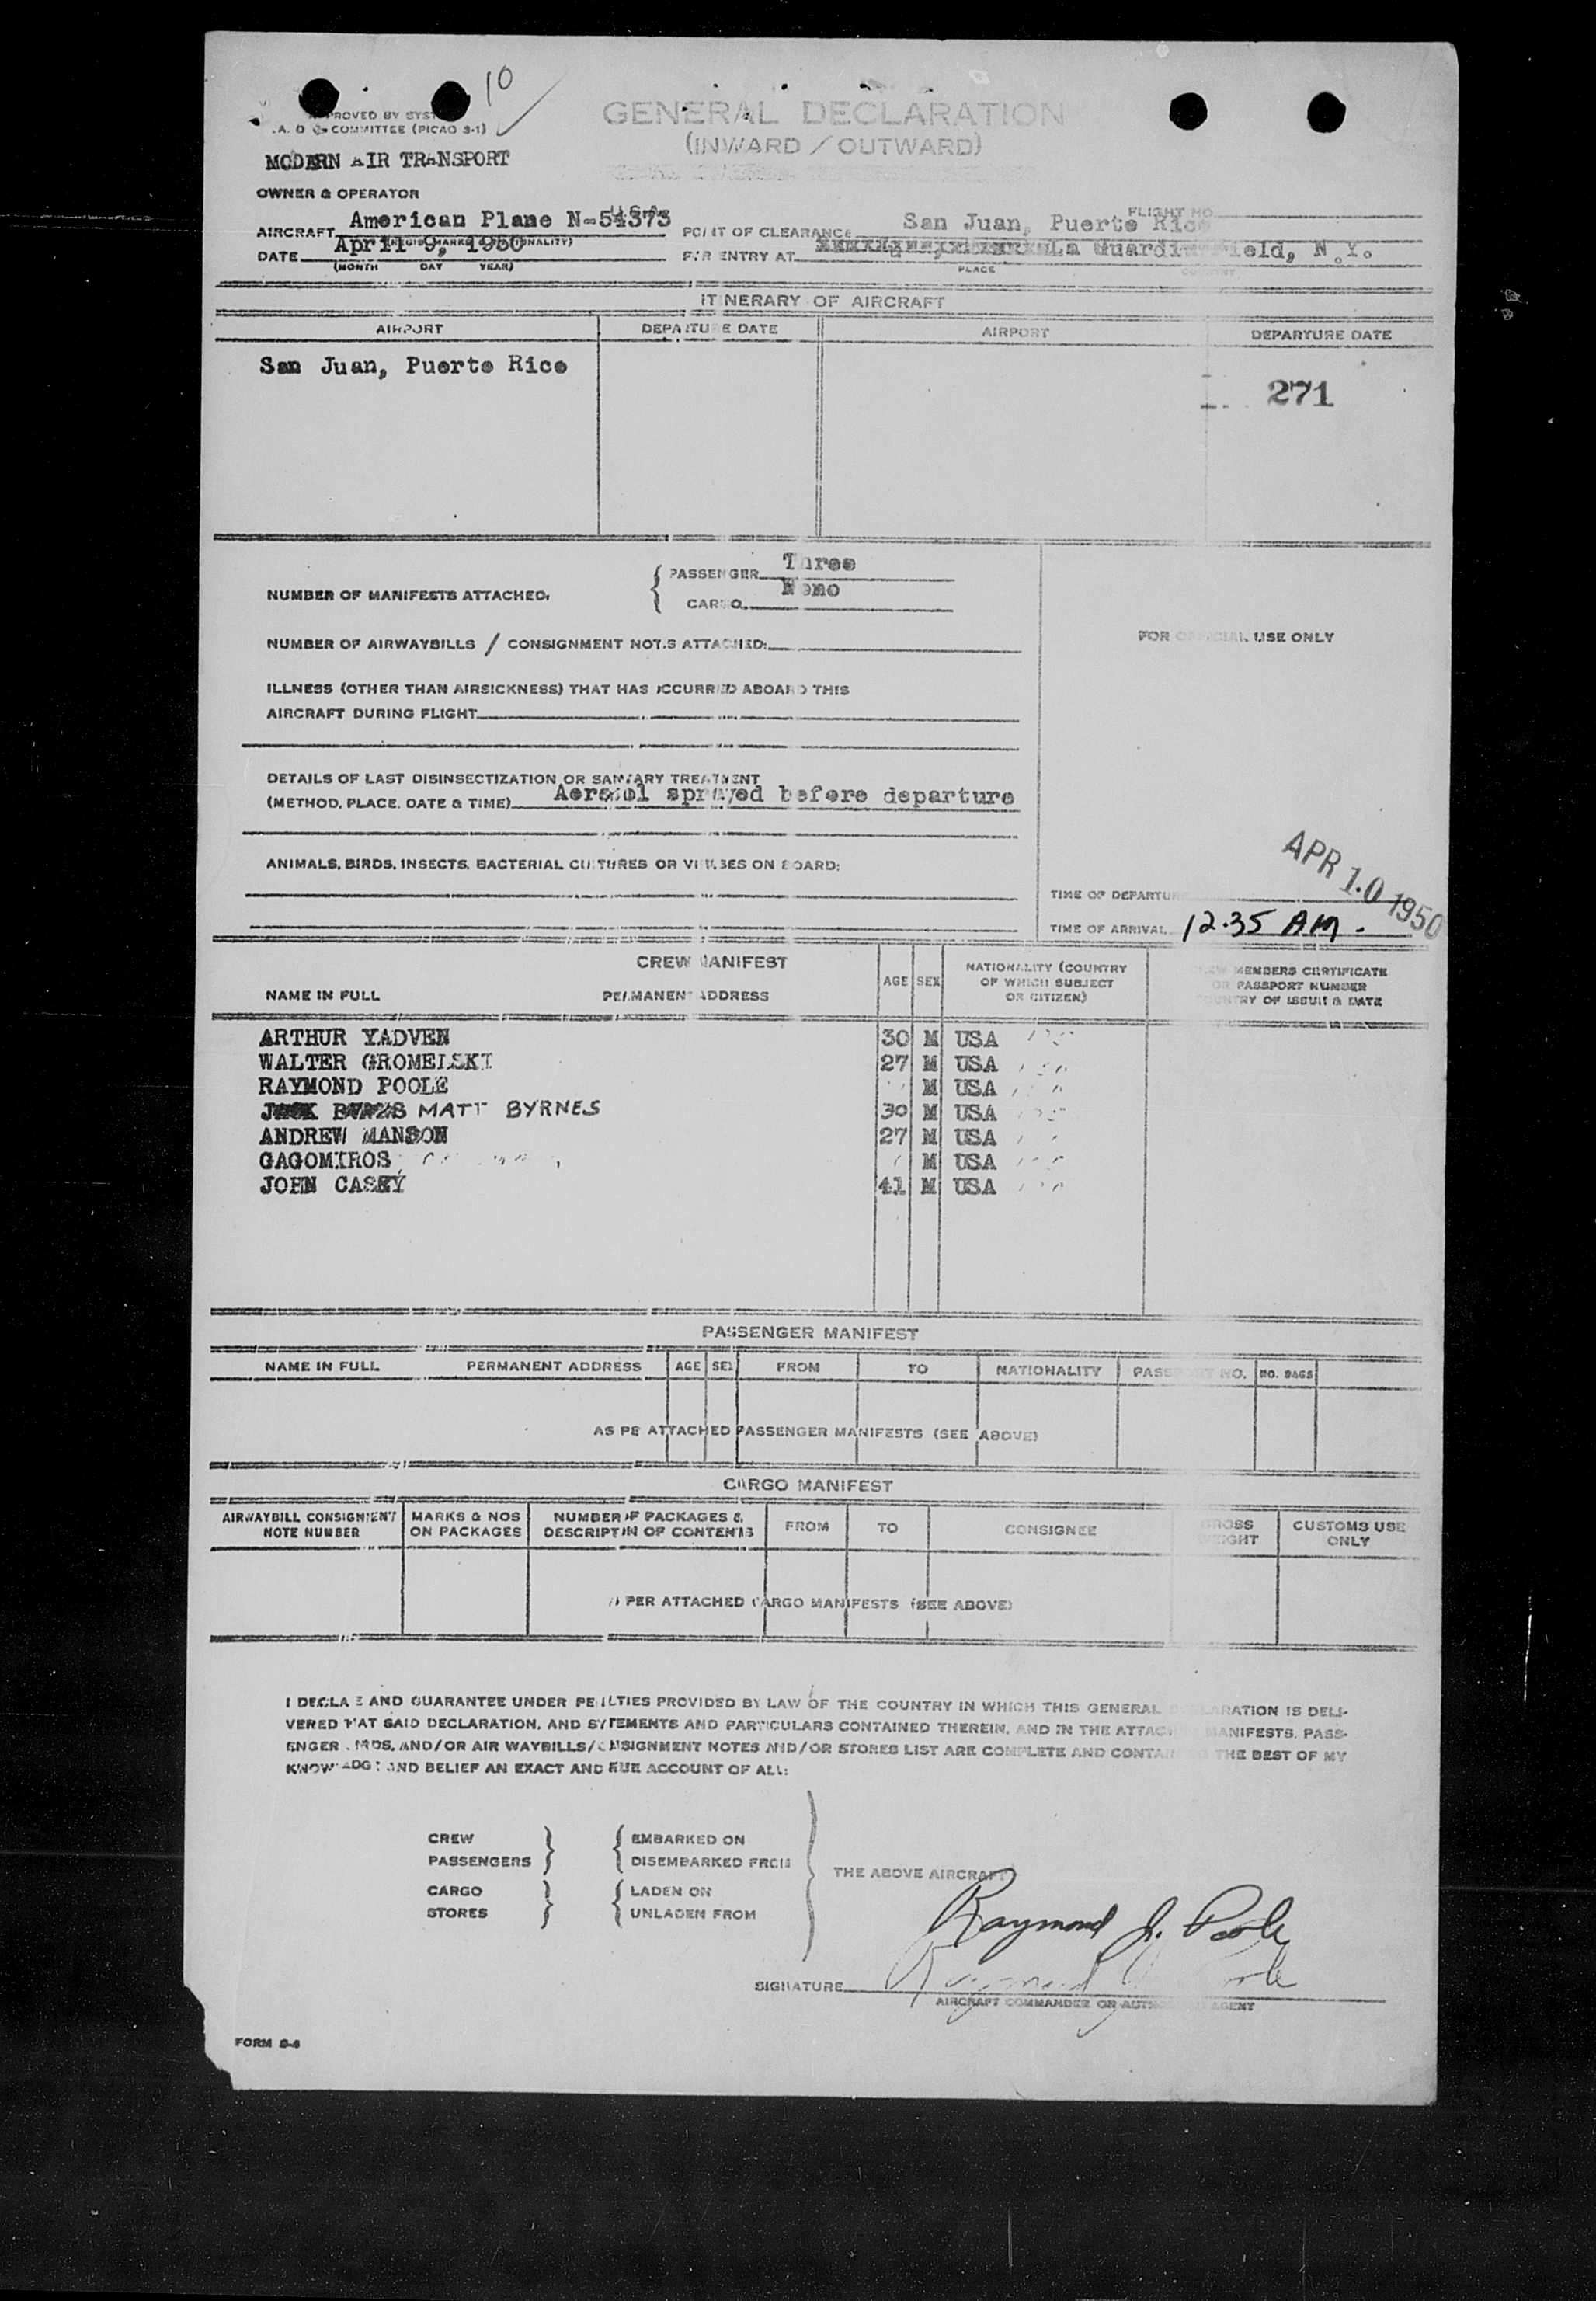 10
GENERAL DECLARATION
COMMITTEE (PICAO S-1)
(INWARD / OUTWARD)
MODERN AIR TRANSPORT
OWNER & OPERATOR
AIRCRAFT American Plane N-54373 U.S.A.
FLIGHT NO.
POINT OF CLEARANCE San Juan, Puerto Rico
DATE April 9, 1950
FOR ENTRY AT La Guardia Field, N.Y.
(MONTH DAY YEAR)
PLACE
ITINERARY OF AIRCRAFT
AIRPORT DEPARTURE DATE AIRPORT DEPARTURE DATE
San Juan, Puerto Rico
271
NUMBER OF MANIFESTS ATTACHED.
PASSENGER Three
CARGO None
NUMBER OF AIRWAYBILLS / CONSIGNMENT NOTES ATTACHED:
FOR OFFICIAL USE ONLY
ILLNESS (OTHER THAN AIRSICKNESS) THAT HAS OCCURRED ABOARD THIS
AIRCRAFT DURING FLIGHT
DETAILS OF LAST DISINSECTIZATION OR SANITARY TREATMENT
(METHOD, PLACE, DATE & TIME) Aerosol sprayed before departure
ANIMALS, BIRDS, INSECTS, BACTERIAL CULTURES OR VIRUSES ON BOARD:
APR 10 1950
TIME OF DEPARTURE
TIME OF ARRIVAL 12.35 AM.
CREW MANIFEST
NAME IN FULL PERMANENT ADDRESS AGE SEX NATIONALITY (COUNTRY OF WHICH SUBJECT OR CITIZEN)
CREW MEMBERS CERTIFICATE
OR PASSPORT NUMBER
COUNTRY OF ISSUE & DATE
ARTHUR YADVEN 30 M USA
WALTER GROMELSKI 27 M USA
RAYMOND POOLE M USA
MATT BYRNES 30 M USA
ANDREW MANSON 27 M USA
GAGOMIROS M USA
JOHN CASEY 41 M USA
PASSENGER MANIFEST
NAME IN FULL PERMANENT ADDRESS AGE SEX FROM TO NATIONALITY PASSPORT NO. NO. BAGS
AS PER ATTACHED PASSENGER MANIFESTS (SEE ABOVE)
CARGO MANIFEST
AIRWAYBILL CONSIGNMENT NOTE NUMBER
MARKS & NOS ON PACKAGES
NUMBER OF PACKAGES & DESCRIPTION OF CONTENTS
FROM TO CONSIGNEE
GROSS WEIGHT
CUSTOMS USE ONLY
AS PER ATTACHED CARGO MANIFESTS (SEE ABOVE)
I DECLARE AND GUARANTEE UNDER PENALTIES PROVIDED BY LAW OF THE COUNTRY IN WHICH THIS GENERAL DECLARATION IS DELI-
VERED THAT SAID DECLARATION, AND STATEMENTS AND PARTICULARS CONTAINED THEREIN, AND IN THE ATTACHED MANIFESTS, PASS-
ENGER CARDS, AND/OR AIR WAYBILLS/CONSIGNMENT NOTES AND/OR STORES LIST ARE COMPLETE AND CONTAIN TO THE BEST OF MY
KNOWLEDGE AND BELIEF AN EXACT AND TRUE ACCOUNT OF ALL:
CREW EMBARKED ON
PASSENGERS DISEMBARKED FROM
THE ABOVE AIRCRAFT
CARGO LADEN ON
STORES UNLADEN FROM
Raymond J. Poole
SIGNATURE
AIRCRAFT COMMANDER OR AUTHORIZED AGENT
FORM S-6